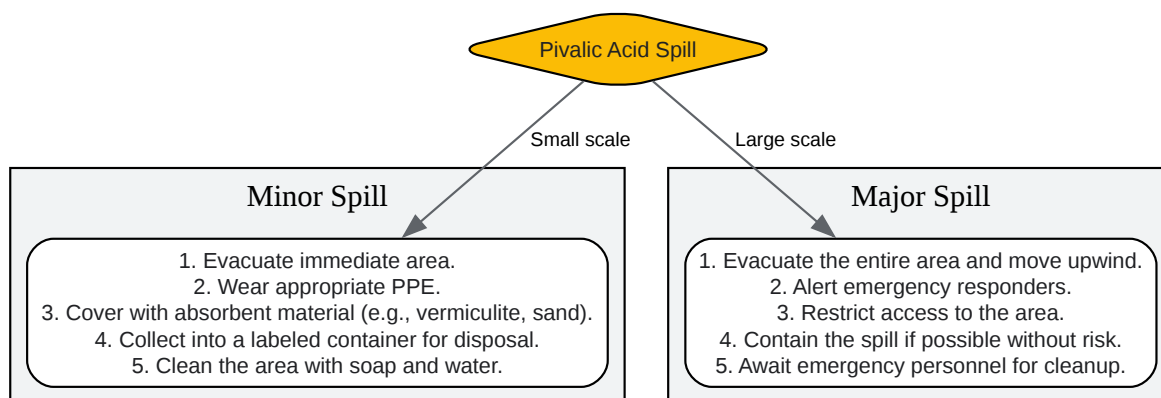 Pivalic Acid Spill
Small scale
Large scale
Minor Spill
1. Evacuate immediate area.
2. Wear appropriate PPE.
3. Cover with absorbent material (e.g., vermiculite, sand).
4. Collect into a labeled container for disposal.
5. Clean the area with soap and water.
Major Spill
1. Evacuate the entire area and move upwind.
2. Alert emergency responders.
3. Restrict access to the area.
4. Contain the spill if possible without risk.
5. Await emergency personnel for cleanup.